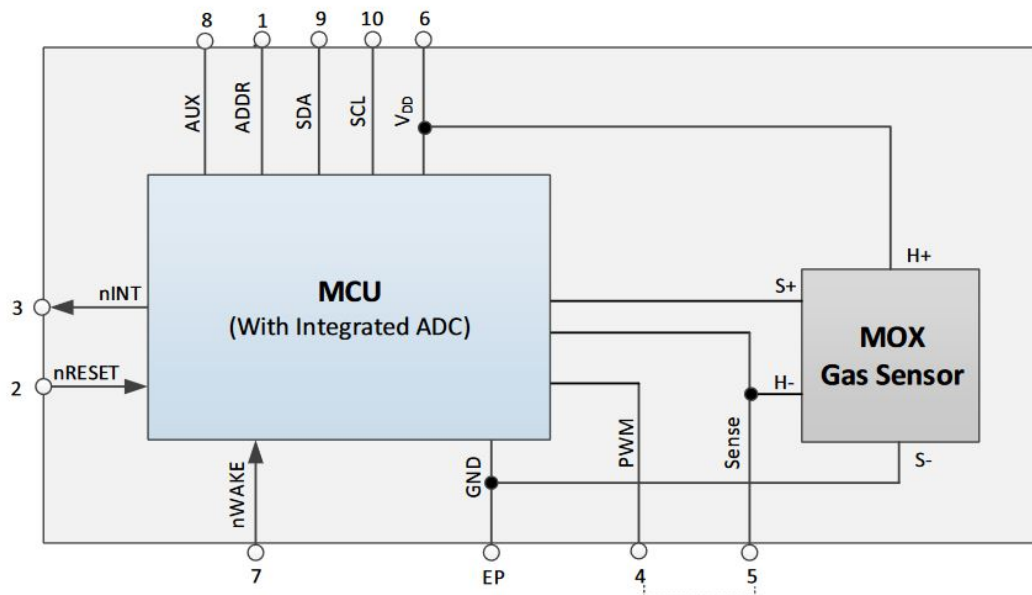 8 1 9 10 6
AUX
ADDR
SDA
SCL
VDD
H+
MCU
(With Integrated ADC)
S+
MOX
Gas Sensor
3
nINT
2
nRESET
H-
S-
nWAKE
GND
PWM
Sense
7 EP 4 5